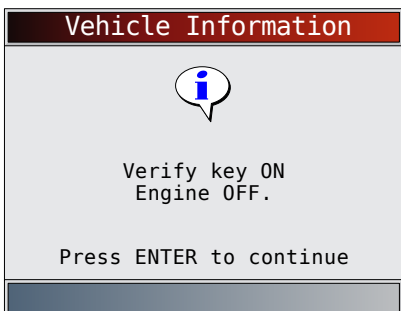 Vehicle Information
i
Verify key ON
Engine OFF.
Press ENTER to continue